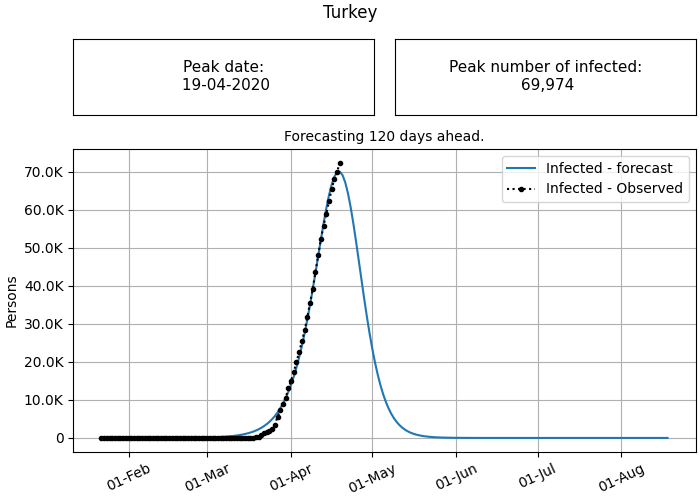 Turkey
Peak date:
19-04-2020
Peak number of infected:
69,974
Forecasting 120 days ahead.
Infected - forecast
Infected - Observed
Persons
70.0K
60.0K
50.0K
40.0K
30.0K
20.0K
10.0K
0
01-Feb
01-Mar
01-Apr
01-May
01-Jun
01-Jul
01-Aug